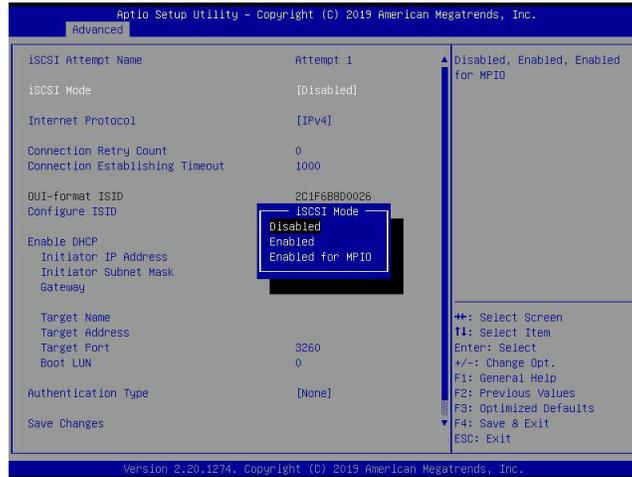 Aptio Setup Utility – Copyright (C) 2019 American Megatrends, Inc.
Advanced
iSCSI Attempt Name Attempt 1
iSCSI Mode [Disabled]
Internet Protocol [IPv4]
Connection Retry Count 0
Connection Establishing Timeout 1000
OUI-format ISID 2C1F6B8D0026
Configure ISID
Enable DHCP
Initiator IP Address
Initiator Subnet Mask
Gateway
Target Name
Target Address
Target Port 3260
Boot LUN 0
Authentication Type [None]
Save Changes
iSCSI Mode
Disabled
Enabled
Enabled for MPIO
Disabled, Enabled, Enabled
for MPIO
→←: Select Screen
↑↓: Select Item
Enter: Select
+/-: Change Opt.
F1: General Help
F2: Previous Values
F3: Optimized Defaults
F4: Save & Exit
ESC: Exit
Version 2.20.1274. Copyright (C) 2019 American Megatrends, Inc.